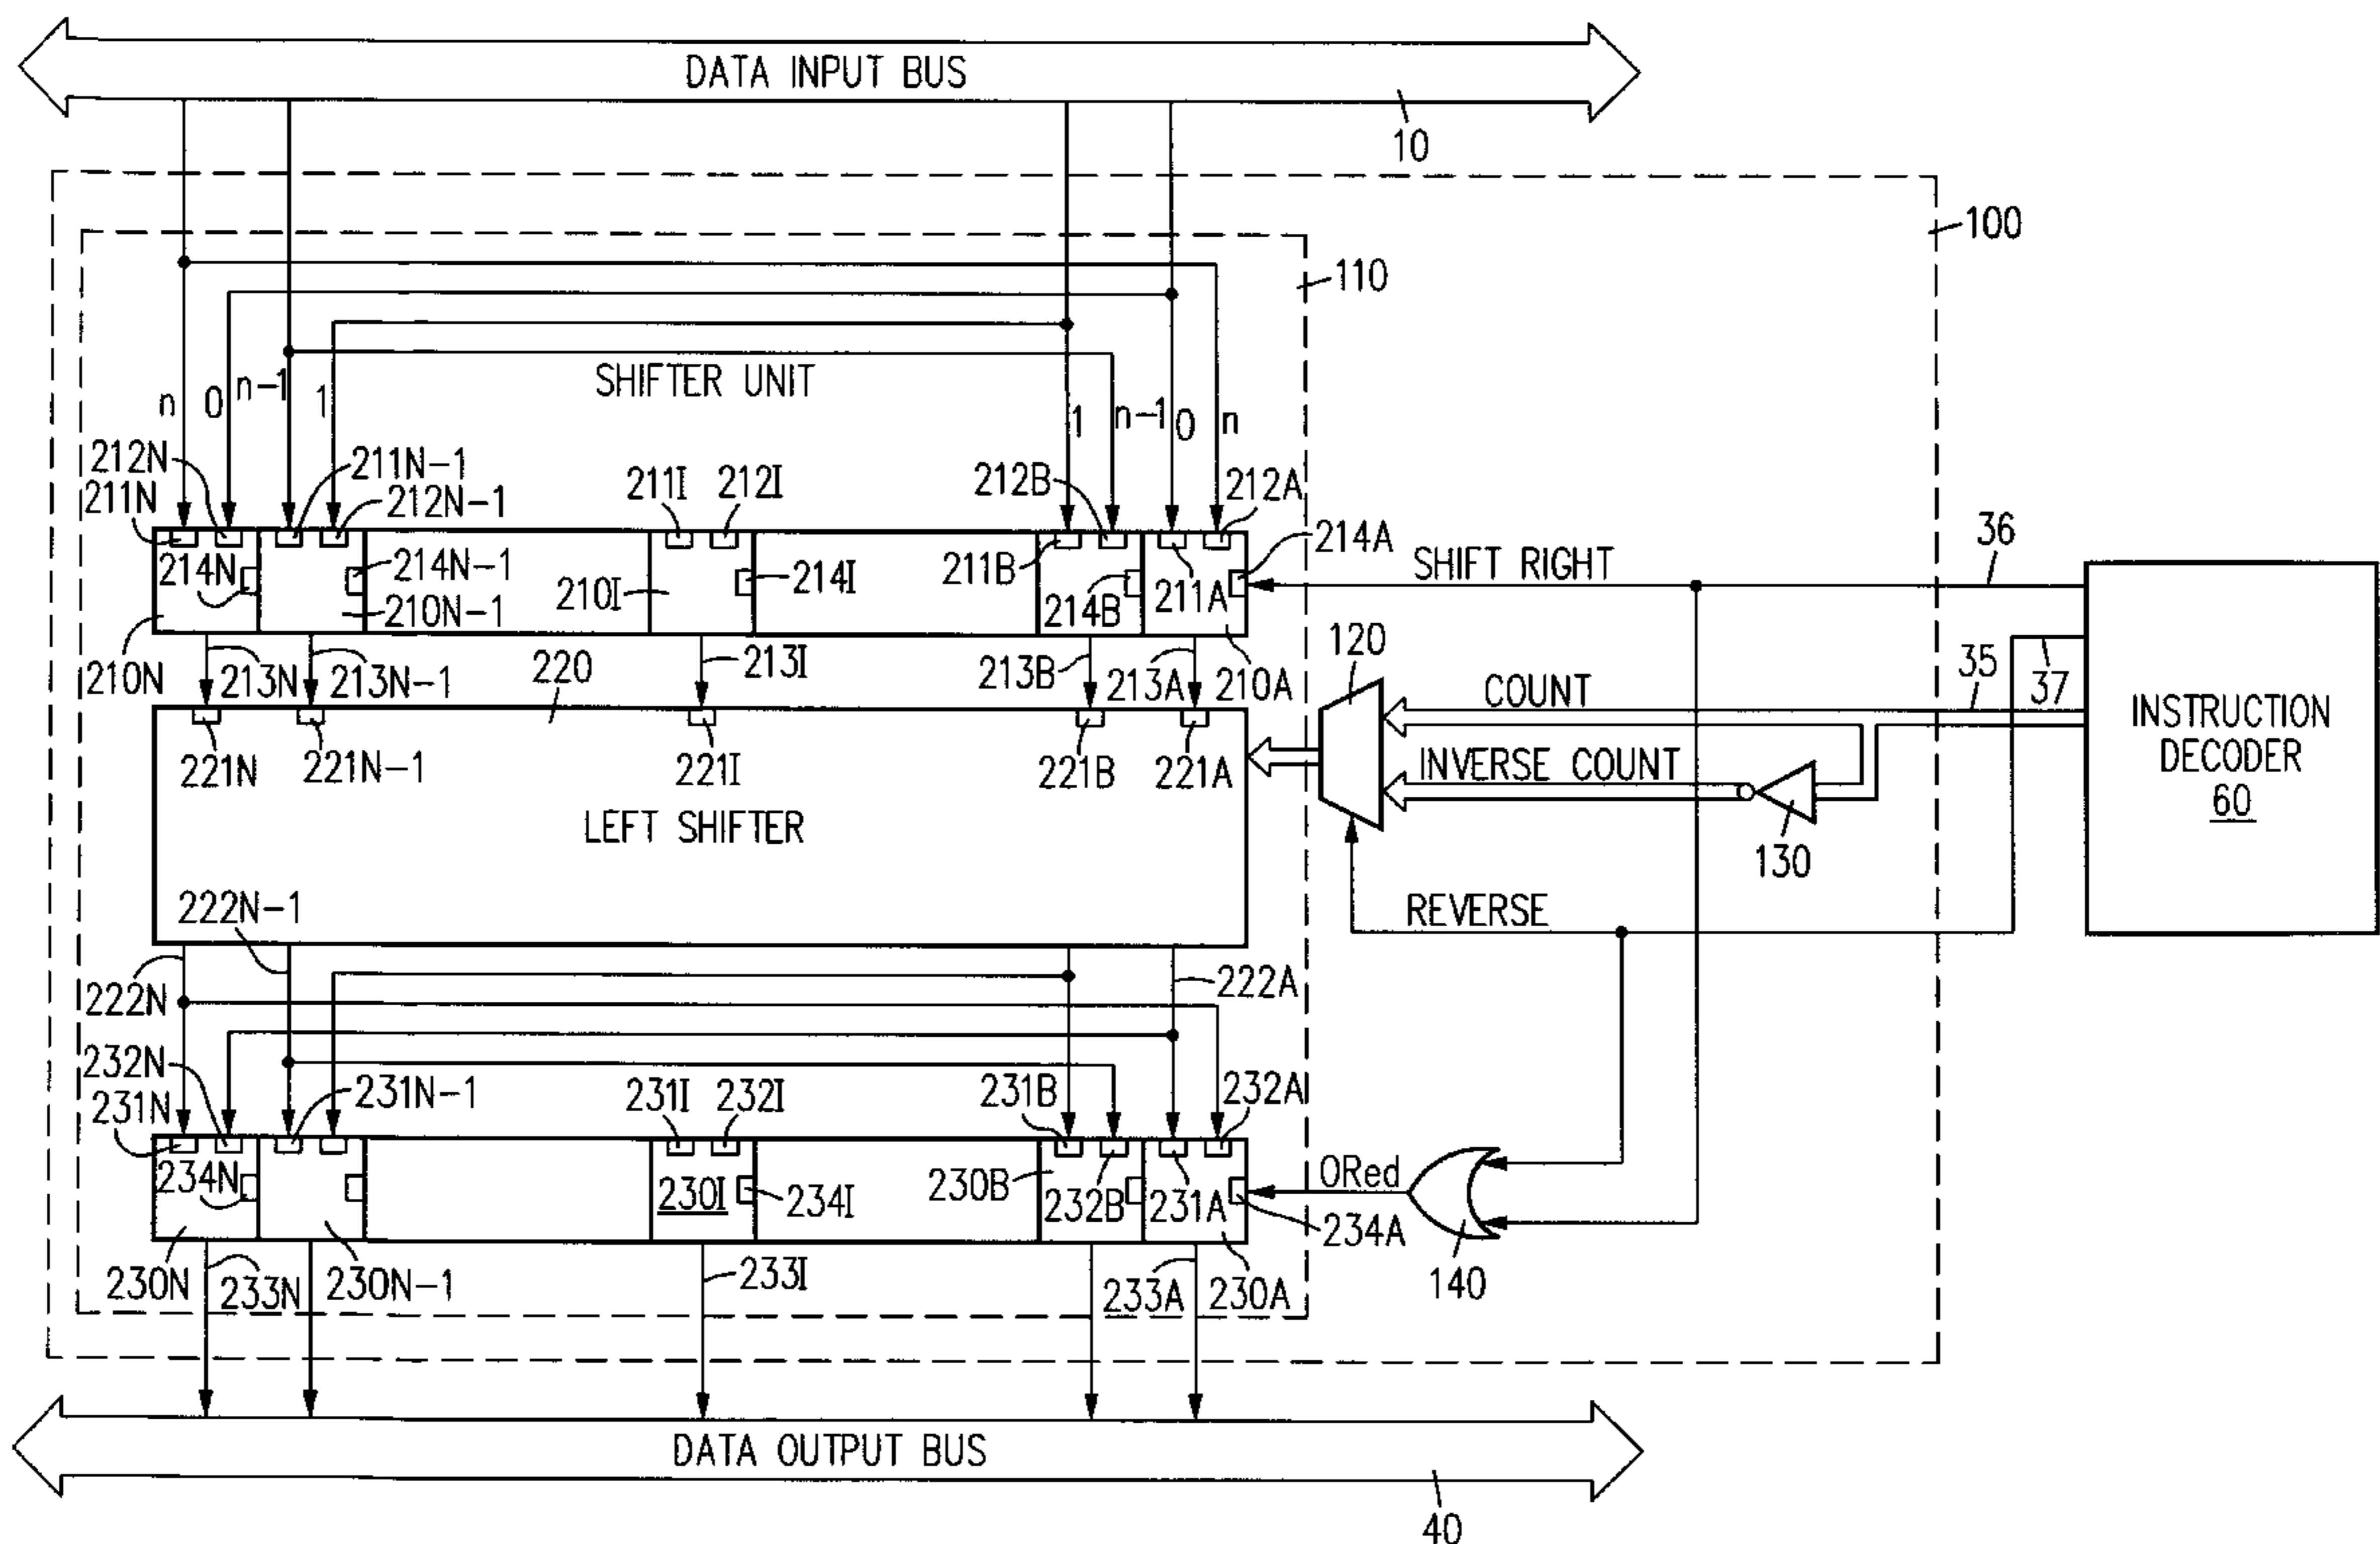 DATA INPUT BUS
10
100
110
SHIFTER UNIT
n 0 n-1 1 1 n-1 0 n
212N 211N-1 211I 212I 212B 212A
211N 212N-1 214A
214N 214N-1 210I 214I 211B 214B 211A
210N-1
SHIFT RIGHT
36
210N 213N 213N-1 220 213I 213B 213A 210A
120
COUNT
35
37
INVERSE COUNT
130
INSTRUCTION
DECODER
60
221N 221N-1 221I 221B 221A
LEFT SHIFTER
222N-1
REVERSE
222N 222A
232N 231N-1 231I 232I 231B 232A
231N
234N 230I 234I 230B 232B 231A 234A
ORed
140
230N 233N 230N-1 233I 233A 230A
DATA OUTPUT BUS
40